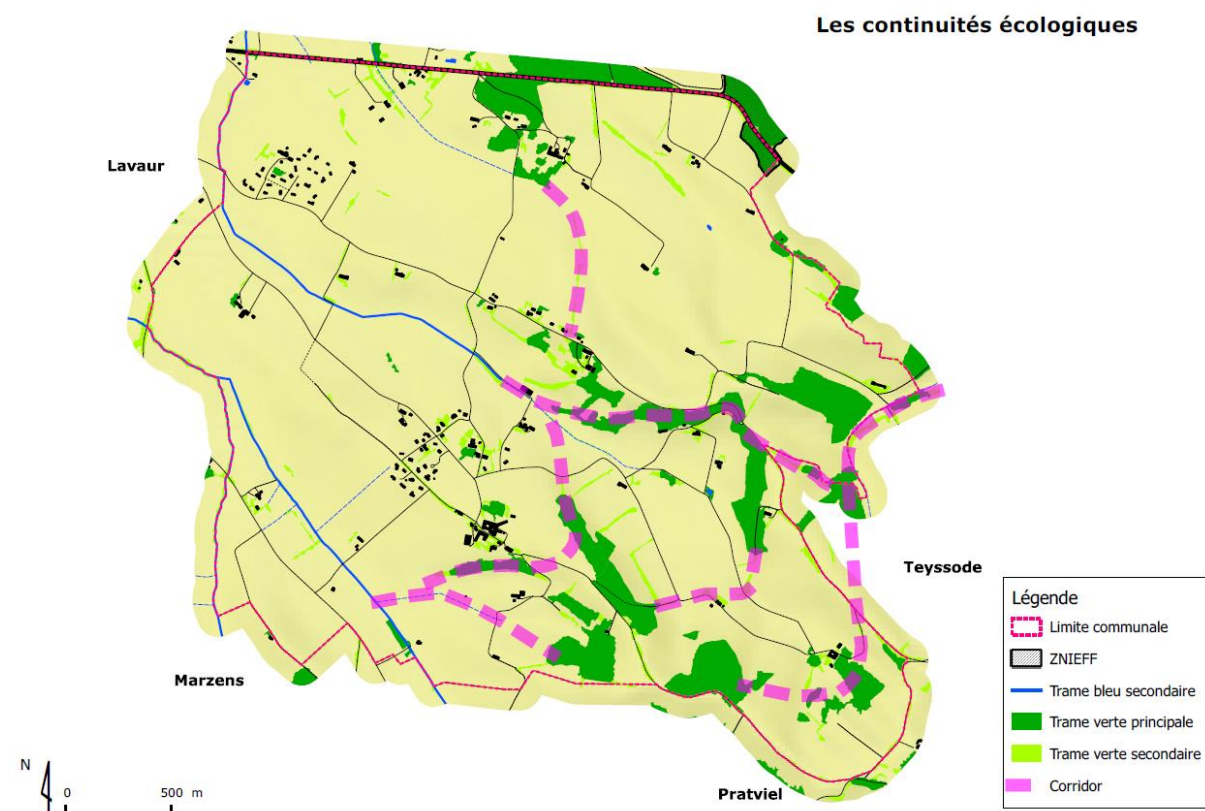 Les continuités écologiques
Lavaur
Teyssode
Marzens
Pratviel
N
0 500 m
Légende
Limite communale
ZNIEFF
Trame bleu secondaire
Trame verte principale
Trame verte secondaire
Corridor